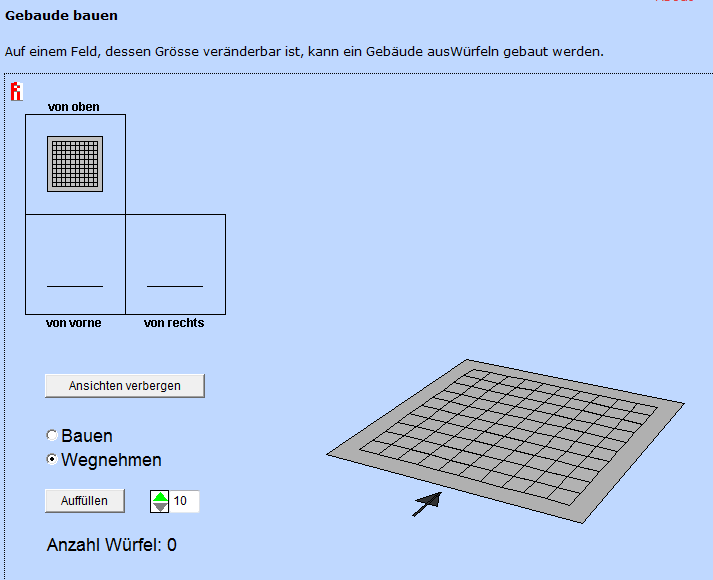 Gebaude bauen
Auf einem Feld, dessen Grösse veränderbar ist, kann ein Gebäude ausWürfeln gebaut werden.
von oben
von vorne
von rechts
Ansichten verbergen
Bauen
Wegnehmen
Auffüllen
10
Anzahl Würfel: 0